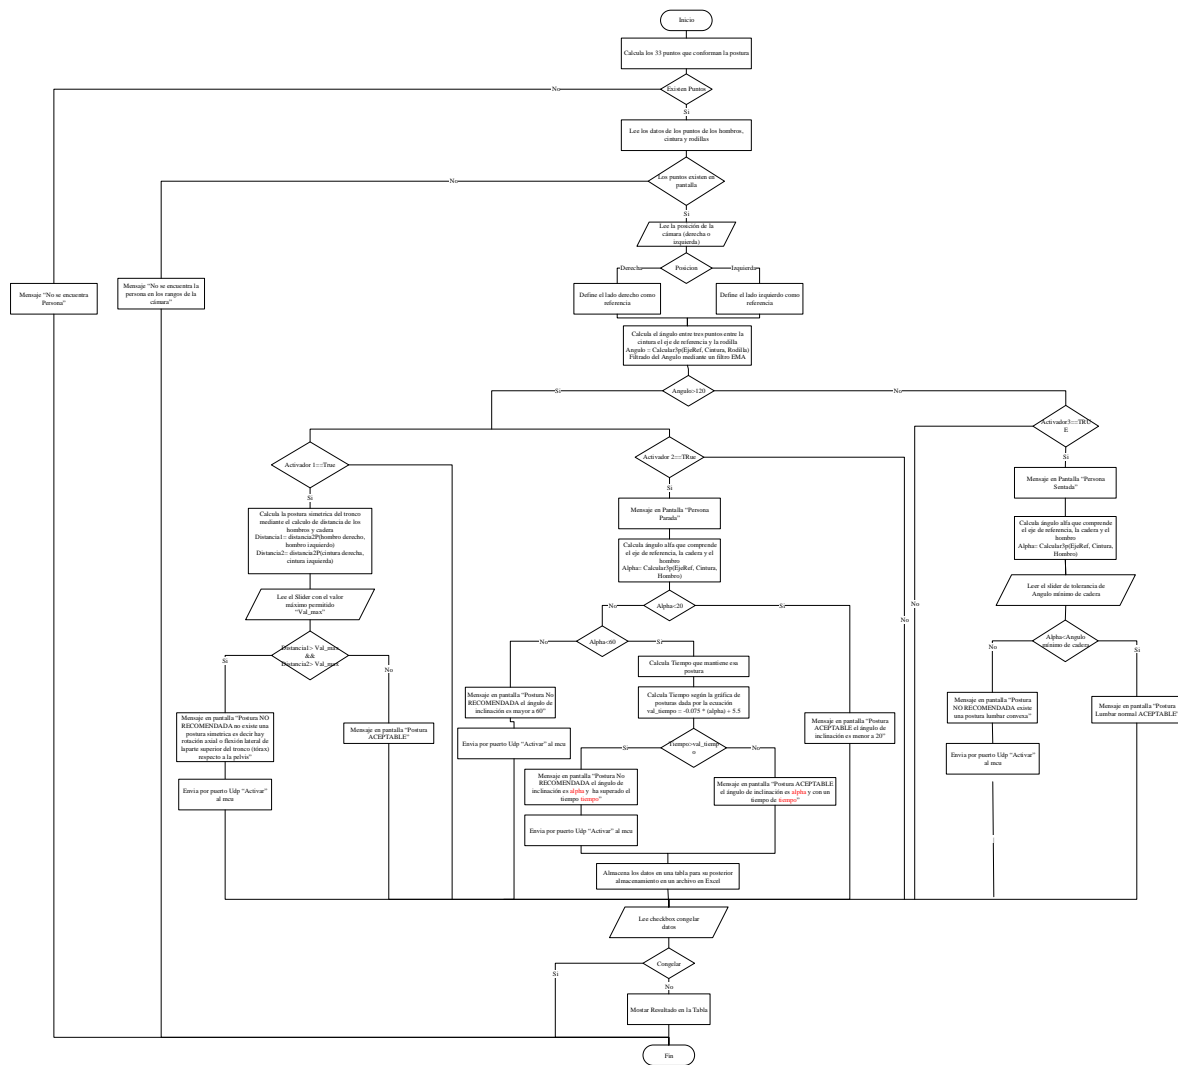 Inicio
Calcula los 33 puntos que conforman la postura
Existen Puntos
No
Si
Lee los datos de los puntos de los hombros,
cintura y rodillas
Los puntos existen en
pantalla
No
Si
Lee la posición de la
cámara (derecha o
izquierda)
Posicion
Derecha
Izquierda
Mensaje “No se encuentra
Persona”
Mensaje “No se encuentra la
persona en los rangos de la
cámara”
Define el lado derecho como
referencia
Define el lado izquierdo como
referencia
Calcula el ángulo entre tres puntos entre la
cintura el eje de referencia y la rodilla
Angulo = Calcular3p(EjeRef, Cintura, Rodilla)
Filtrado del Angulo mediante un filtro EMA
Angulo>120
Si
No
Activador 1==True
Si
Calcula la postura simetrica del tronco
mediante el calculo de distancia de los
hombros y cadera
Distancia1= distancia2P(hombro derecho,
hombro izquierdo)
Distancia2= distancia2P(cintura derecha,
cintura izquierda)
Lee el Slider con el valor
máximo permitido
“Val_max”
Distancia1> Val_max
&&
Distancia2> Val_max
Si
No
Mensaje en pantalla “Postura NO
RECOMENDADA no existe una
postura simetrica es decir hay
rotación axial o flexión lateral de
laparte superior del tronco (tórax)
respecto a la pelvis”
Envia por puerto Udp “Activar”
al mcu
Mensaje en pantalla “Postura
ACEPTABLE”
Activador 2==TRue
Si
No
Mensaje en Pantalla “Persona
Parada”
Calcula ángulo alfa que comprende
el eje de referencia, la cadera y el
hombro
Alpha= Calcular3p(EjeRef, Cintura,
Hombro)
Alpha<20
No
Si
Alpha<60
No
Si
Mensaje en pantalla “Postura No
RECOMENDADA el ángulo de
inclinación es mayor a 60”
Envia por puerto Udp “Activar” al mcu
Calcula Tiempo que mantiene esa
postura
Calcula Tiempo según la gráfica de
posturas dada por la ecuación
val_tiempo = -0.075 * (alpha) + 5.5
Tiempo>val_tiemp
o
Si
No
Mensaje en pantalla “Postura No
RECOMENDADA el ángulo de
inclinación es alpha y ha superado el
tiempo tiempo”
Envia por puerto Udp “Activar” al mcu
Mensaje en pantalla “Postura ACEPTABLE
el ángulo de inclinación es alpha y con un
tiempo de tiempo”
Mensaje en pantalla “Postura
ACEPTABLE el ángulo de
inclinación es menor a 20”
Activador3==TRU
E
Si
No
Mensaje en Pantalla “Persona
Sentada”
Calcula ángulo alfa que comprende
el eje de referencia, la cadera y el
hombro
Alpha= Calcular3p(EjeRef, Cintura,
Hombro)
Leer el slider de tolerancia de
Angulo mínimo de cadera
Alpha<Angulo
mínimo de cadera
No
Si
Mensaje en pantalla “Postura
NO RECOMENDADA existe
una postura lumbar convexa”
Envia por puerto Udp “Activar”
al mcu
Mensaje en pantalla “Postura
Lumbar normal ACEPTABLE”
Almacena los datos en una tabla para su posterior
almacenamiento en un archivo en Excel
Lee checkbox congelar
datos
Congelar
Si
No
Mostar Resultado en la Tabla
Fin